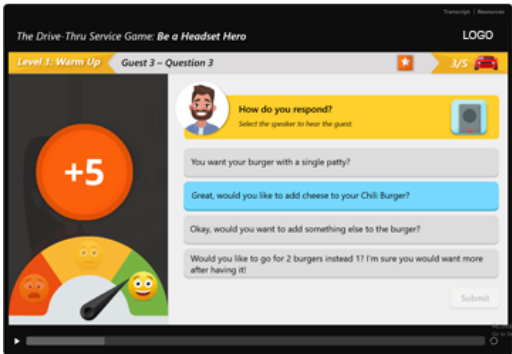 Transcript | Resources
The Drive-Thru Service Game: Be a Headset Hero
LOGO
Level 1: Warm Up
Guest 3 – Question 3
3/5
+5
How do you respond?
Select the speaker to hear the guest.
You want your burger with a single patty?
Great, would you like to add cheese to your Chili Burger?
Okay, would you want to add something else to the burger?
Would you like to go for 2 burgers instead 1? I'm sure you would want more
after having it!
Submit